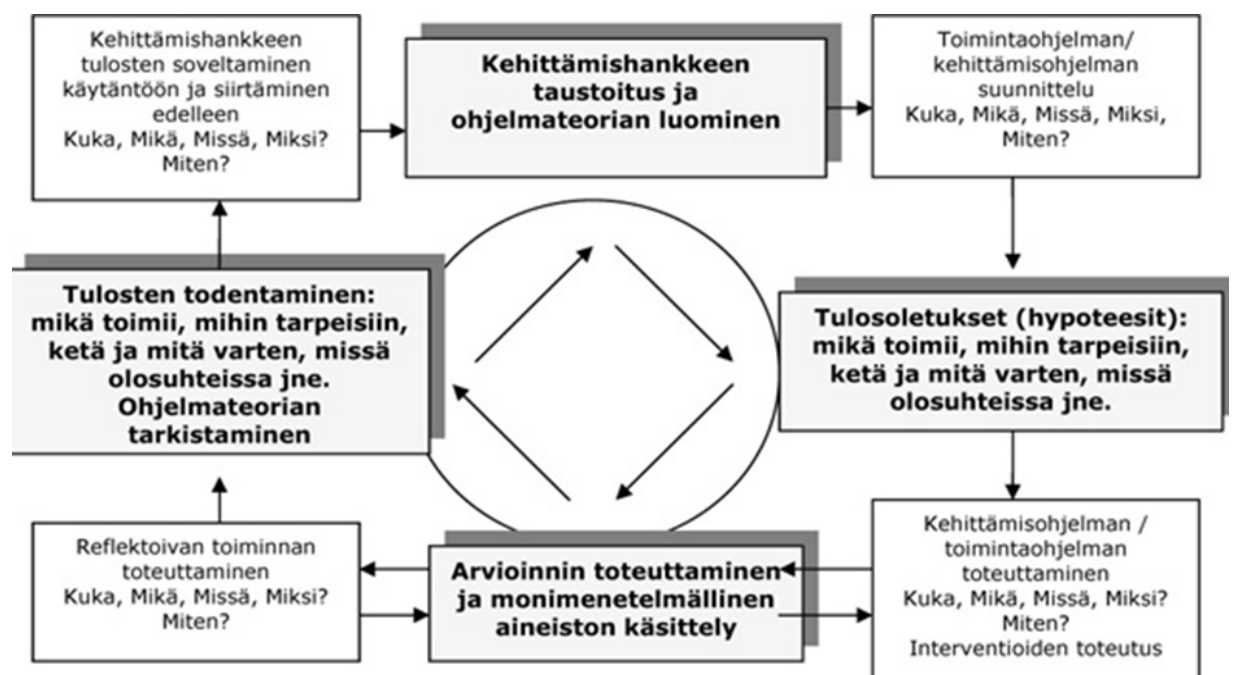 Kehittämishankkeen
tulosten soveltaminen
käytäntöön ja siirtäminen
edelleen
Kuka, Mikä, Missä, Miksi?
Miten?
Kehittämishankkeen
taustoitus ja
ohjelmateorian luominen
Toimintaohjelman/
kehittämisohjelman
suunnittelu
Kuka, Mikä, Missä, Miksi,
Miten?
Tulosten todentaminen:
mikä toimii, mihin tarpeisiin,
ketä ja mitä varten, missä
olosuhteissa jne.
Ohjelmateorian
tarkistaminen
Tulosoletukset (hypoteesit):
mikä toimii, mihin tarpeisiin,
ketä ja mitä varten, missä
olosuhteissa jne.
Reflektoivan toiminnan
toteuttaminen
Kuka, Mikä, Missä, Miksi?
Miten?
Arvioinnin toteuttaminen
ja monimenetelmällinen
aineiston käsittely
Kehittämisohjelman /
toimintaohjelman
toteuttaminen
Kuka, Mikä, Missä, Miksi?
Miten?
Interventioiden toteutus